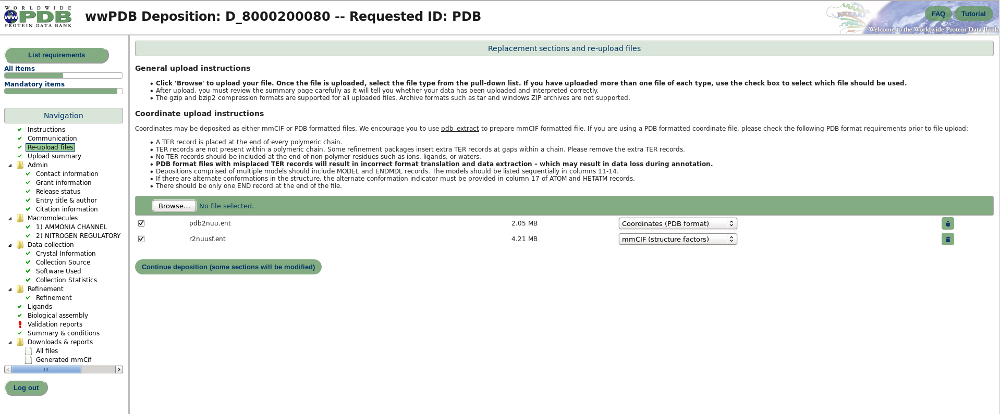 WORLDWIDE
ww PDB
PROTEIN DATA BANK
wwPDB Deposition: D_8000200080 -- Requested ID: PDB
FAQ
Tutorial
Welcome to the Worldwide Protein Data Bank
List requirements
All items
Mandatory items
Navigation
Instructions
Communication
Re-upload files
Upload summary
Admin
Contact information
Grant information
Release status
Entry title & author
Citation information
Macromolecules
1) AMMONIA CHANNEL
2) NITROGEN REGULATORY
Data collection
Crystal Information
Collection Source
Software Used
Collection Statistics
Refinement
Refinement
Ligands
Biological assembly
Validation reports
Summary & conditions
Downloads & reports
All files
Generated mmCif
Log out
Replacement sections and re-upload files
General upload instructions
• Click 'Browse' to upload your file. Once the file is uploaded, select the file type from the pull-down list. If you have uploaded more than one file of each type, use the check box to select which file should be used.
• After upload, you must review the summary page carefully as it will tell you whether your data has been uploaded and interpreted correctly.
• The gzip and bzip2 compression formats are supported for all uploaded files. Archive formats such as tar and windows ZIP archives are not supported.
Coordinate upload instructions
Coordinates may be deposited as either mmCIF or PDB formatted files. We encourage you to use pdb_extract to prepare mmCIF formatted file. If you are using a PDB formatted coordinate file, please check the following PDB format requirements prior to file upload:
• A TER record is placed at the end of every polymeric chain.
• TER records are not present within a polymeric chain. Some refinement packages insert extra TER records at gaps within a chain. Please remove the extra TER records.
• No TER records should be included at the end of non-polymer residues such as ions, ligands, or waters.
• PDB format files with misplaced TER records will result in incorrect format translation and data extraction – which may result in data loss during annotation.
• Depositions comprised of multiple models should include MODEL and ENDMDL records. The models should be listed sequentially in columns 11-14.
• If there are alternate conformations in the structure, the alternate conformation indicator must be provided in column 17 of ATOM and HETATM records.
• There should be only one END record at the end of the file.
Browse... No file selected.
pdb2nuu.ent 2.05 MB Coordinates (PDB format)
r2nuusf.ent 4.21 MB mmCIF (structure factors)
Continue deposition (some sections will be modified)